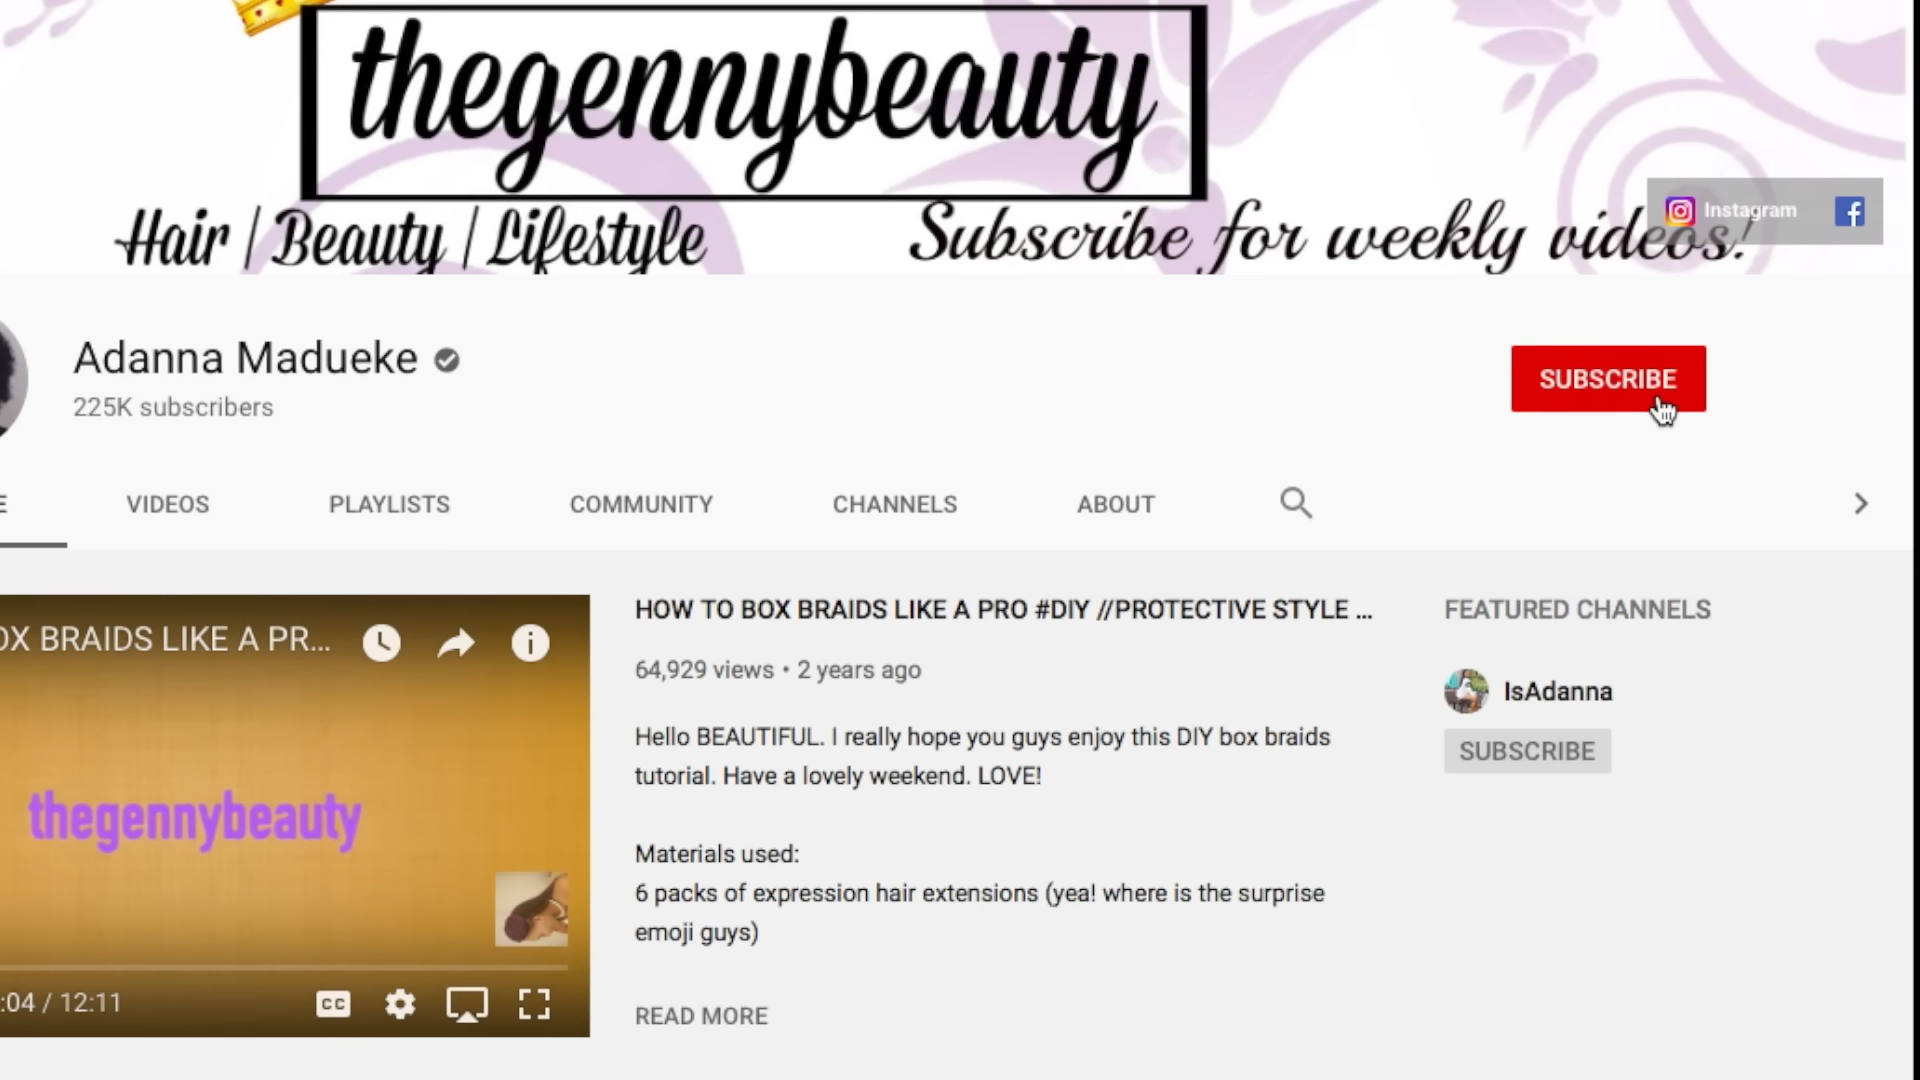 thegennybeauty
Hair | Beauty | Lifestyle
Subscribe for weekly videos!
Instagram
Adanna Madueke
225K subscribers
SUBSCRIBE
E
VIDEOS
PLAYLISTS
COMMUNITY
CHANNELS
ABOUT
OX BRAIDS LIKE A PR...
thegennybeauty
:04 / 12:11
CC
HOW TO BOX BRAIDS LIKE A PRO #DIY //PROTECTIVE STYLE ...
64,929 views • 2 years ago
Hello BEAUTIFUL. I really hope you guys enjoy this DIY box braids
tutorial. Have a lovely weekend. LOVE!
Materials used:
6 packs of expression hair extensions (yea! where is the surprise
emoji guys)
READ MORE
FEATURED CHANNELS
IsAdanna
SUBSCRIBE